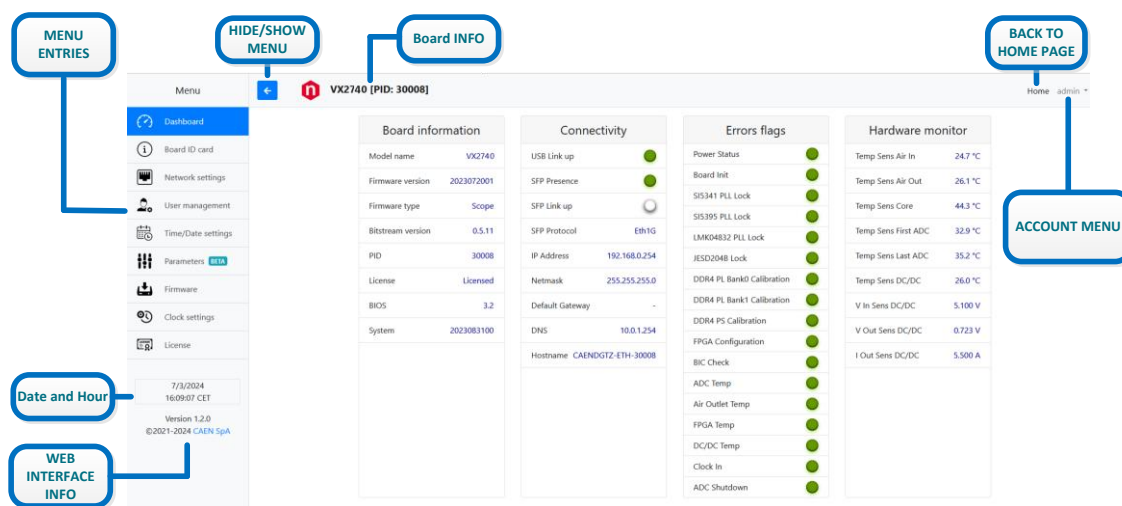 MENU
ENTRIES
HIDE/SHOW
MENU
Board INFO
BACK TO
HOME PAGE
Menu
VX2740 [PID: 30008]
Home admin
Dashboard
Board ID card
Network settings
User management
Time/Date settings
Parameters BETA
Firmware
Clock settings
License
7/3/2024
16:09:07 CET
Version 1.2.0
©2021-2024 CAEN SpA
Date and Hour
WEB
INTERFACE
INFO
Board information
Model name VX2740
Firmware version 2023072001
Firmware type Scope
Bitstream version 0.5.11
PID 30008
License Licensed
BIOS 3.2
System 2023083100
Connectivity
USB Link up
SFP Presence
SFP Link up
SFP Protocol Eth1G
IP Address 192.168.0.254
Netmask 255.255.255.0
Default Gateway -
DNS 10.0.1.254
Hostname CAENDGTZ-ETH-30008
Errors flags
Power Status
Board Init
SI5341 PLL Lock
SI5395 PLL Lock
LMK04832 PLL Lock
JESD204B Lock
DDR4 PL Bank0 Calibration
DDR4 PL Bank1 Calibration
DDR4 PS Calibration
FPGA Configuration
BIC Check
ADC Temp
Air Outlet Temp
FPGA Temp
DC/DC Temp
Clock In
ADC Shutdown
Hardware monitor
Temp Sens Air In 24.7 °C
Temp Sens Air Out 26.1 °C
Temp Sens Core 44.3 °C
Temp Sens First ADC 32.9 °C
Temp Sens Last ADC 35.2 °C
Temp Sens DC/DC 26.0 °C
V In Sens DC/DC 5.100 V
V Out Sens DC/DC 0.723 V
I Out Sens DC/DC 5.500 A
ACCOUNT MENU